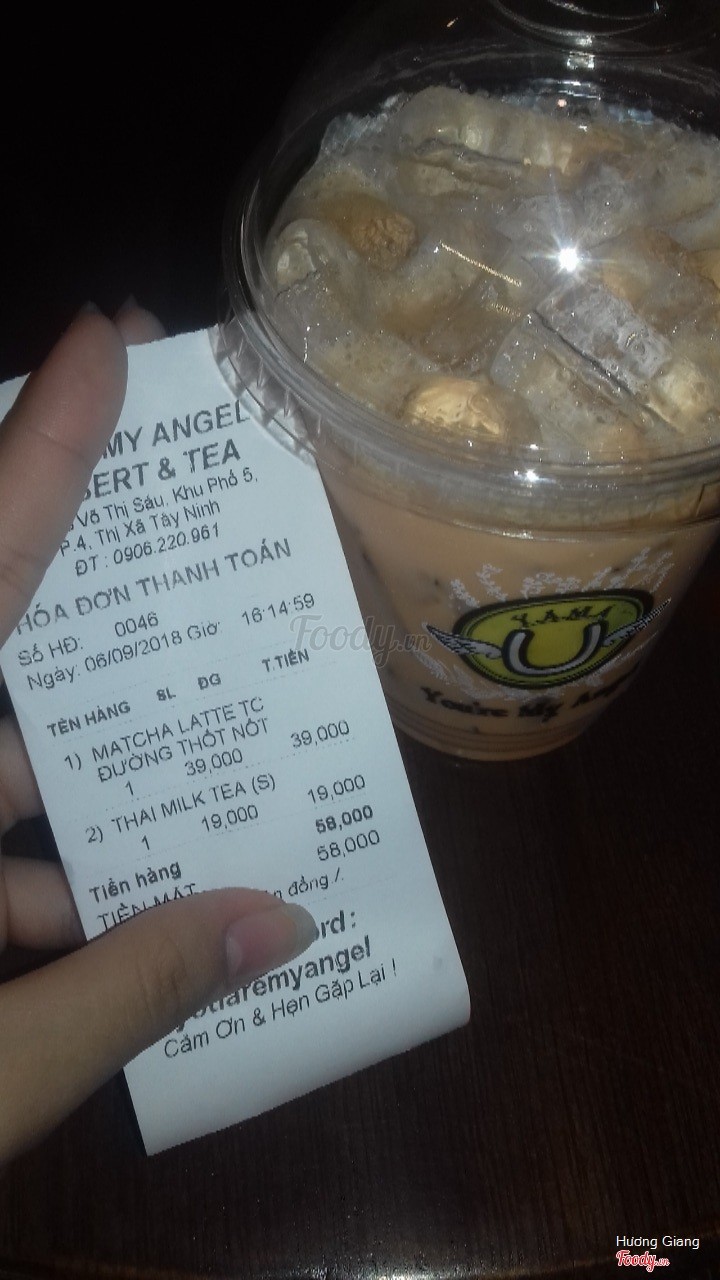 MY ANGEL
SERT & TEA
Võ Thị Sáu, Khu Phố 5,
P.4, Thị Xã Tây Ninh
ĐT : 0906.220.961
HÓA ĐƠN THANH TOÁN
Số HĐ: 0046
Ngày: 06/09/2018 Giờ: 16:14:59
TÊN HÀNG SL ĐG T.TIỀN
1) MATCHA LATTE TC
ĐƯỜNG THỐT NỐT
1 39,000 39,000
2) THAI MILK TEA (S)
1 19,000 19,000
Tiền hàng 58,000
TIỀN MẶT 58,000
đồng /.
ord:
youaremyangel
Cảm Ơn & Hẹn Gặp Lại !
Y.A.M.A
You're My Angel
Foody.vn
Hương Giang
Foody.vn